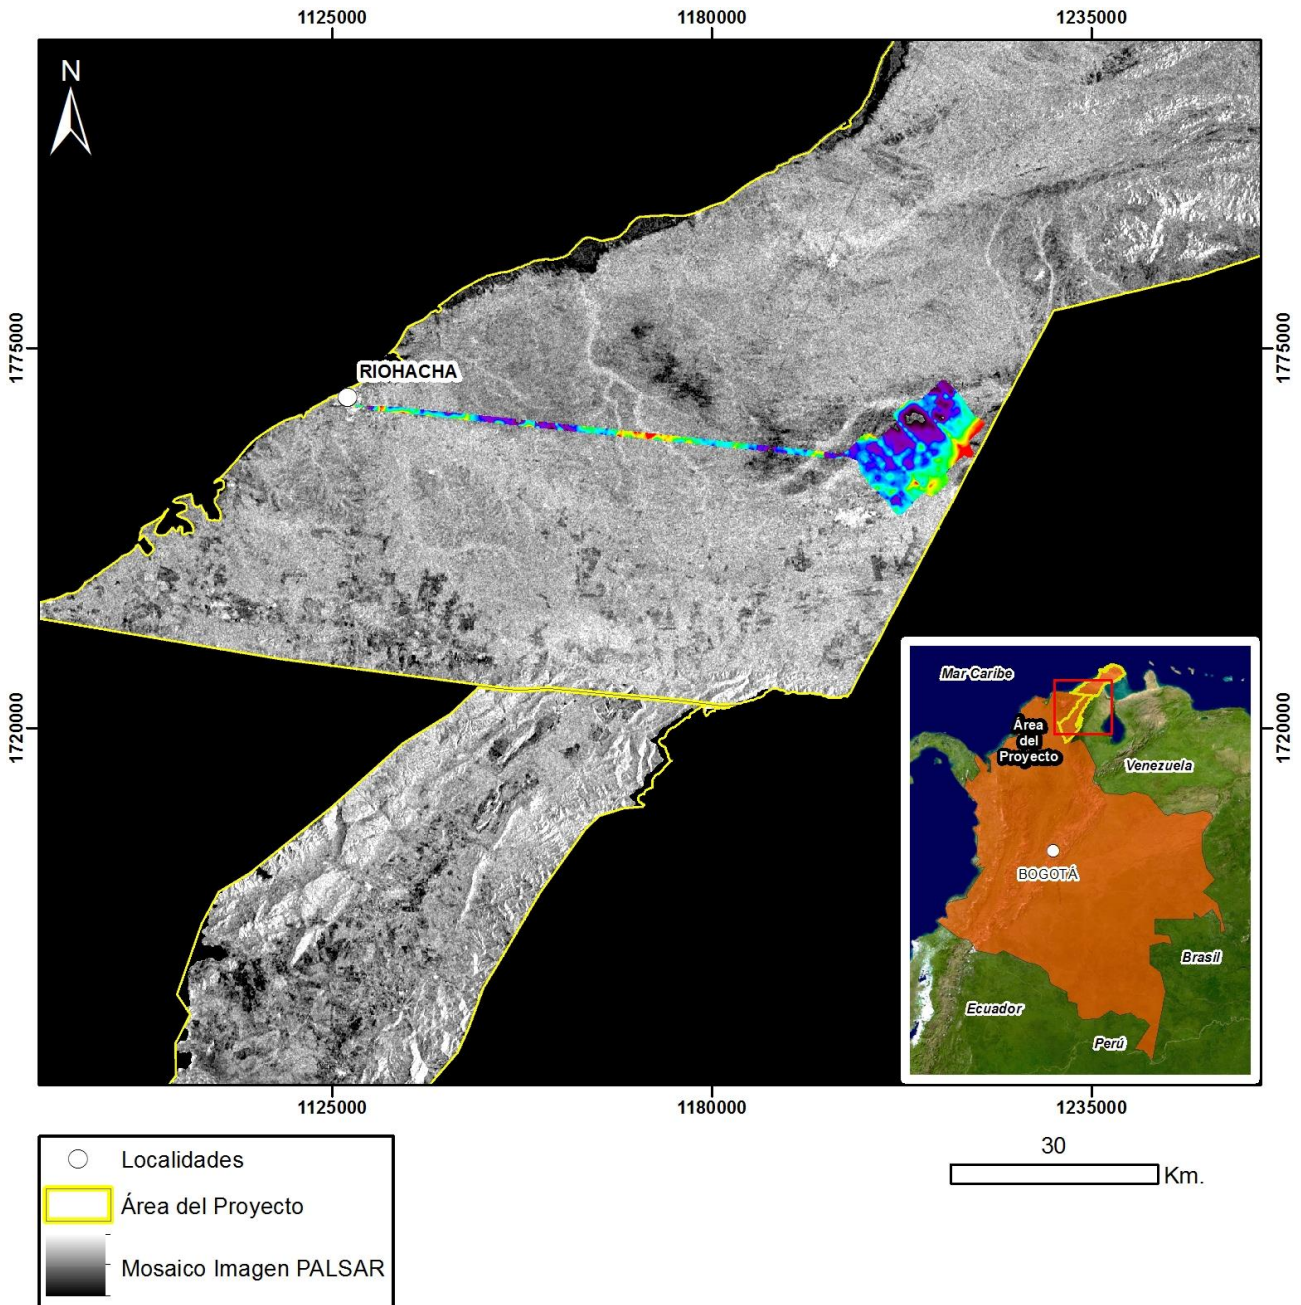 1125000
1180000
1235000
N
1775000
1775000
RIOHACHA
1720000
1720000
Mar Caribe
Área
del
Proyecto
Venezuela
BOGOTÁ
Brasil
Ecuador
Perú
1125000
1180000
1235000
Localidades
Área del Proyecto
Mosaico Imagen PALSAR
30
Km.